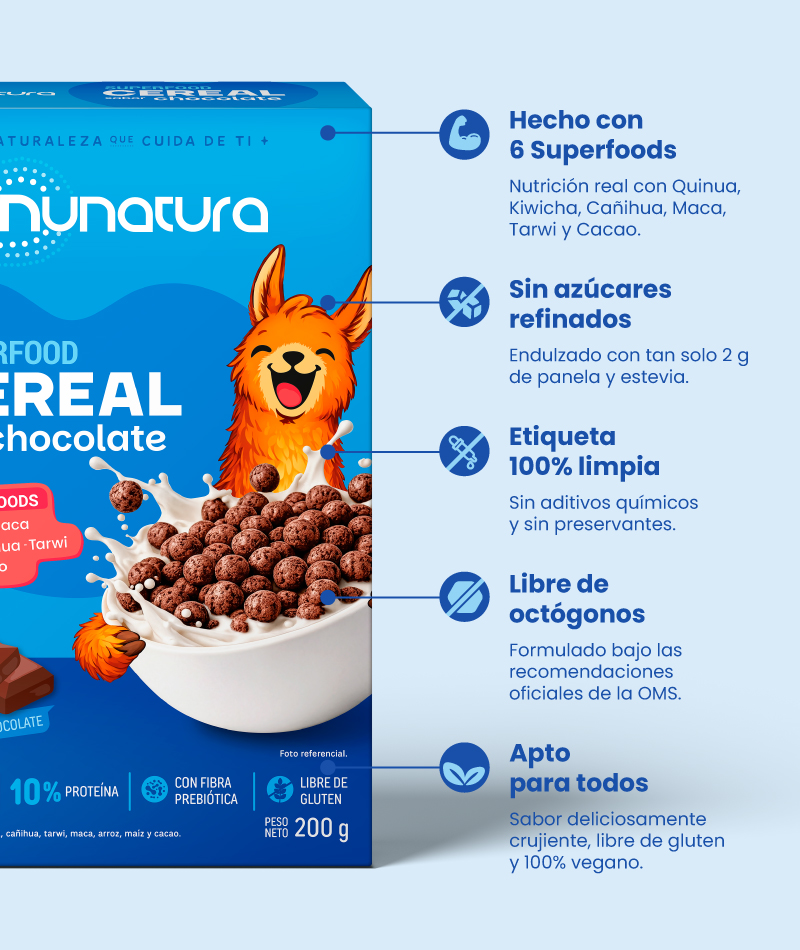 SUPERFOOD
CEREAL
sabor chocolate
ATURALEZA QUE CUIDA DE TI +
nunatura
RFOOD
EREAL
chocolate
OODS
aca
ua · Tarwi
o
OCOLATE
Foto referencial.
10% PROTEÍNA
CON FIBRA
PREBIÓTICA
LIBRE DE
GLUTEN
PESO
NETO 200 g
, cañihua, tarwi, maca, arroz, maiz y cacao.
Hecho con
6 Superfoods
Nutrición real con Quinua,
Kiwicha, Cañihua, Maca,
Tarwi y Cacao.
Sin azúcares
refinados
Endulzado con tan solo 2 g
de panela y estevia.
Etiqueta
100% limpia
Sin aditivos químicos
y sin preservantes.
Libre de
octógonos
Formulado bajo las
recomendaciones
oficiales de la OMS.
Apto
para todos
Sabor deliciosamente
crujiente, libre de gluten
y 100% vegano.